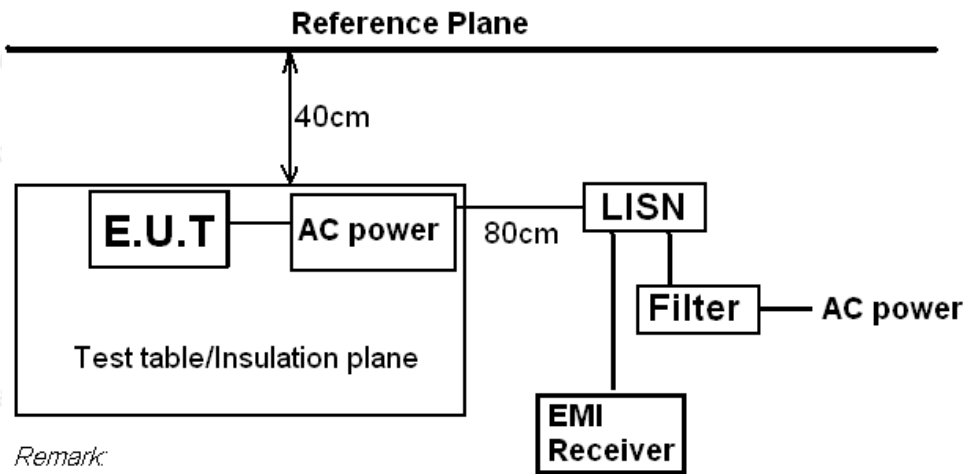 Reference Plane
40cm
E.U.T
AC power
80cm
LISN
Filter
AC power
Test table/Insulation plane
EMI
Receiver
Remark: